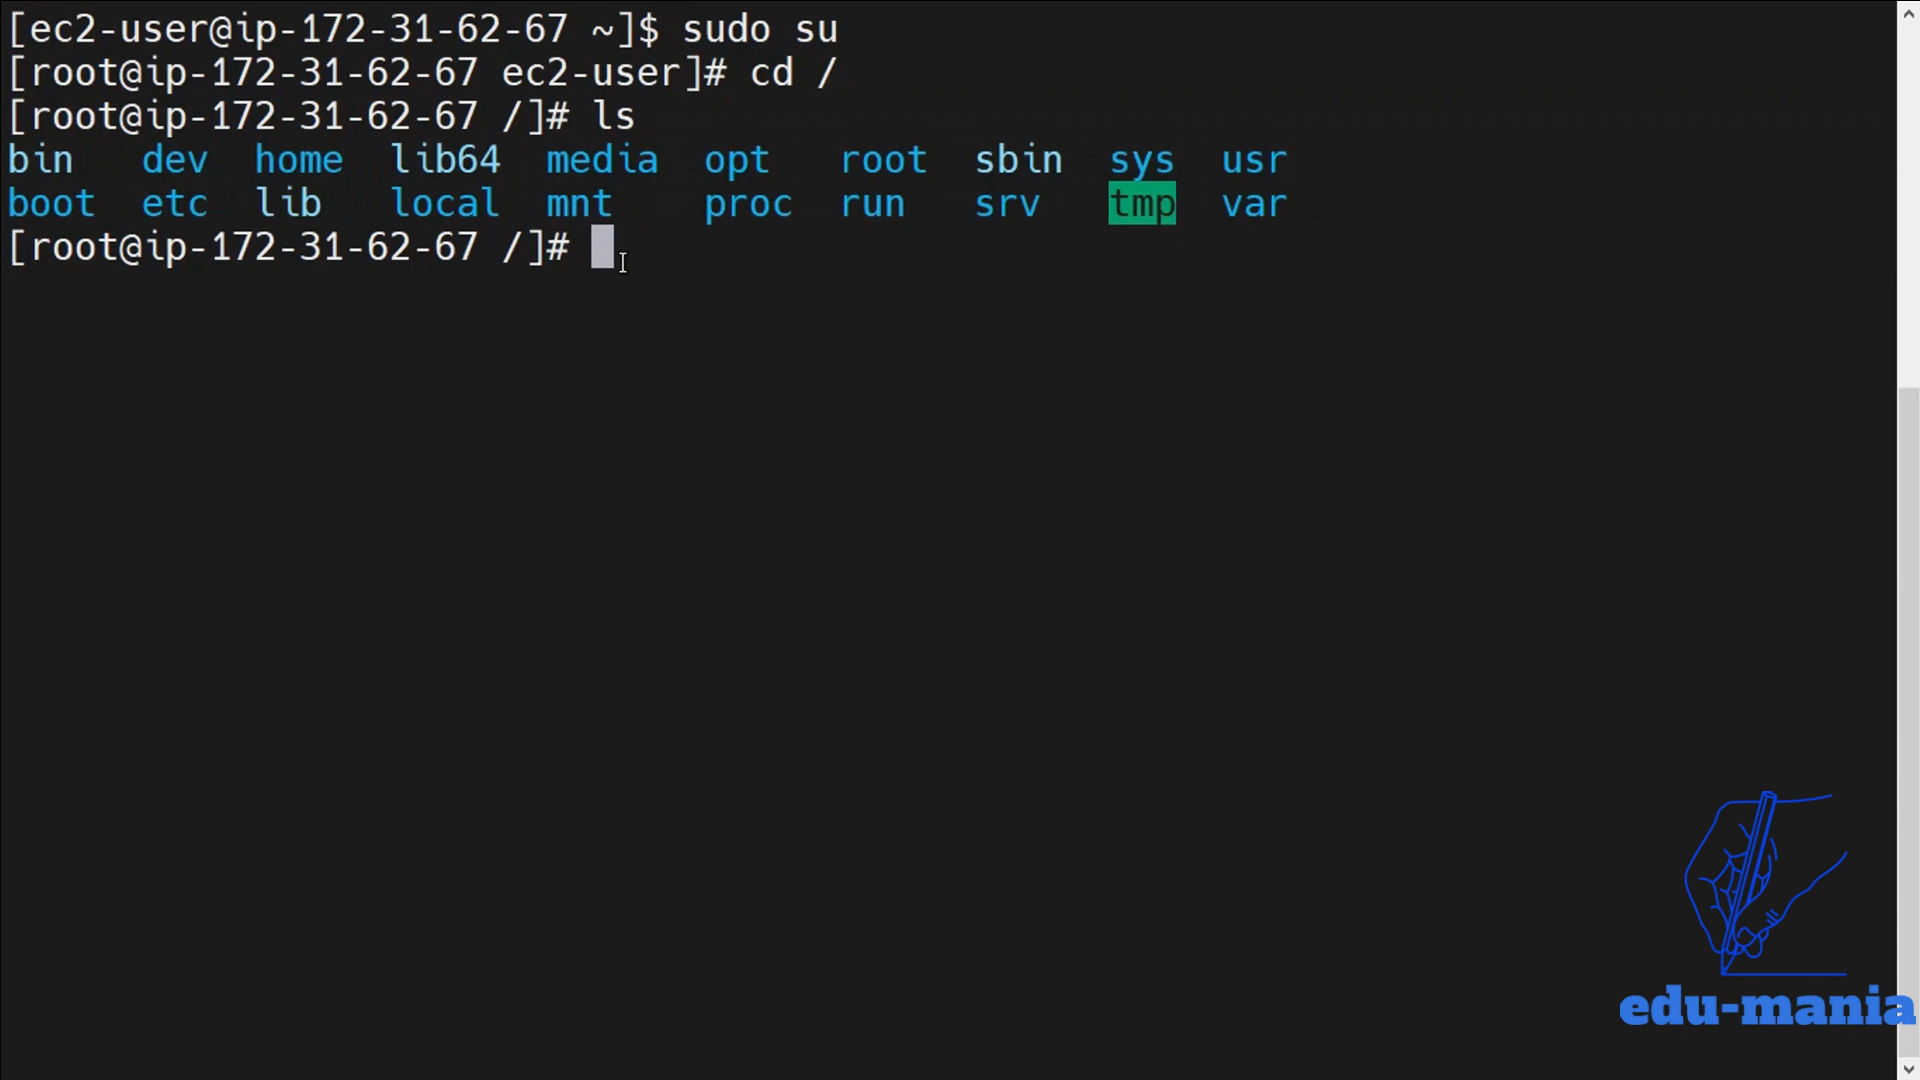 [ec2-user@ip-172-31-62-67 ~]$ sudo su
[root@ip-172-31-62-67 ec2-user]# cd /
[root@ip-172-31-62-67 /]# ls
bin   dev  home  lib64  media  opt   root  sbin  sys  usr
boot  etc  lib   local  mnt    proc  run   srv   tmp  var
[root@ip-172-31-62-67 /]#
edu-mania